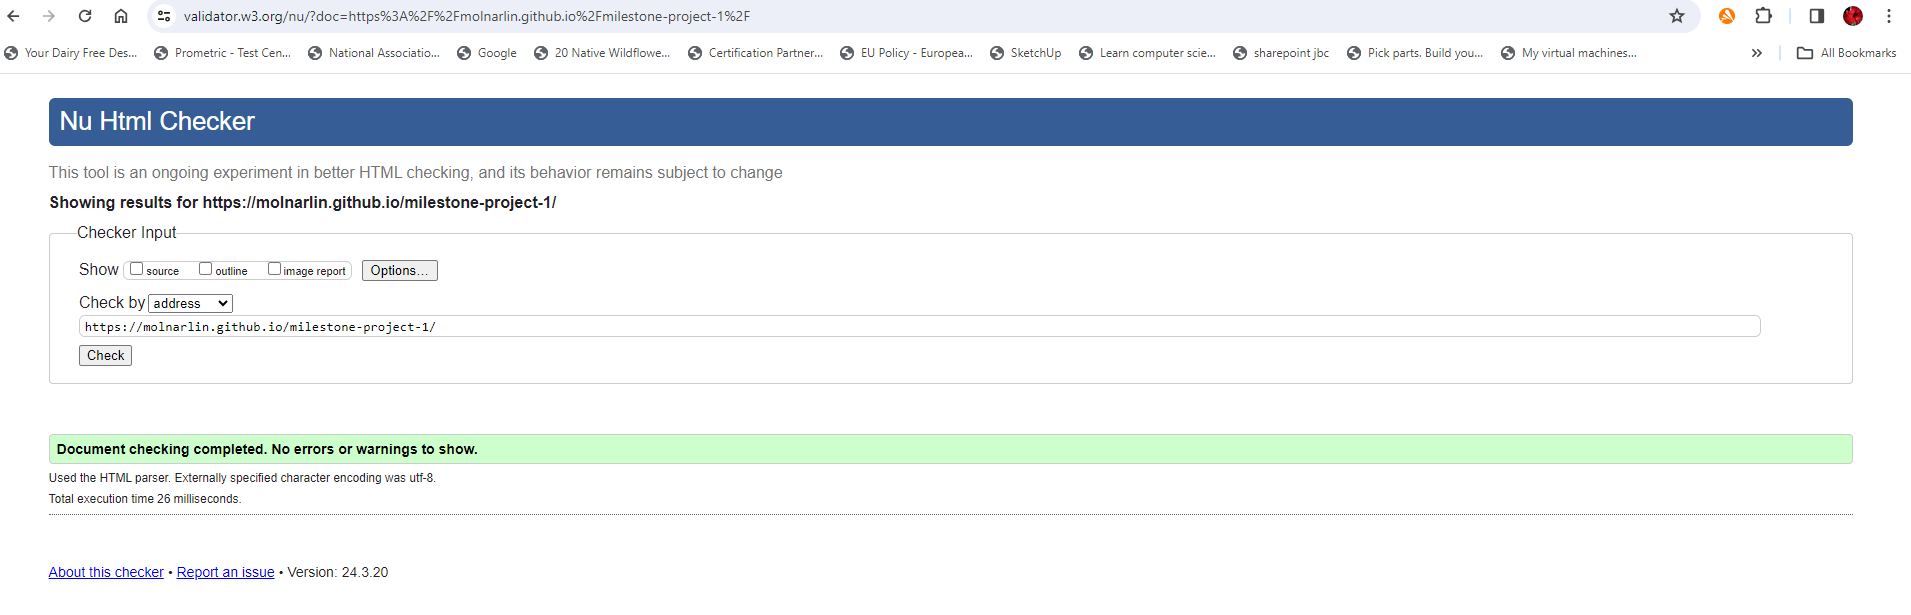 validator.w3.org/nu/?doc=https%3A%2F%2Fmolnarlin.github.io%2Fmilestone-project-1%2F
Your Dairy Free Des... Prometric - Test Cen... National Associatio... Google 20 Native Wildflowe... Certification Partner... EU Policy - Europea... SketchUp Learn computer scie... sharepoint jbc Pick parts. Build you... My virtual machines... » All Bookmarks
Nu Html Checker
This tool is an ongoing experiment in better HTML checking, and its behavior remains subject to change
Showing results for https://molnarlin.github.io/milestone-project-1/
Checker Input
Show source outline image report Options...
Check by address
https://molnarlin.github.io/milestone-project-1/
Check
Document checking completed. No errors or warnings to show.
Used the HTML parser. Externally specified character encoding was utf-8.
Total execution time 26 milliseconds.
About this checker • Report an issue • Version: 24.3.20